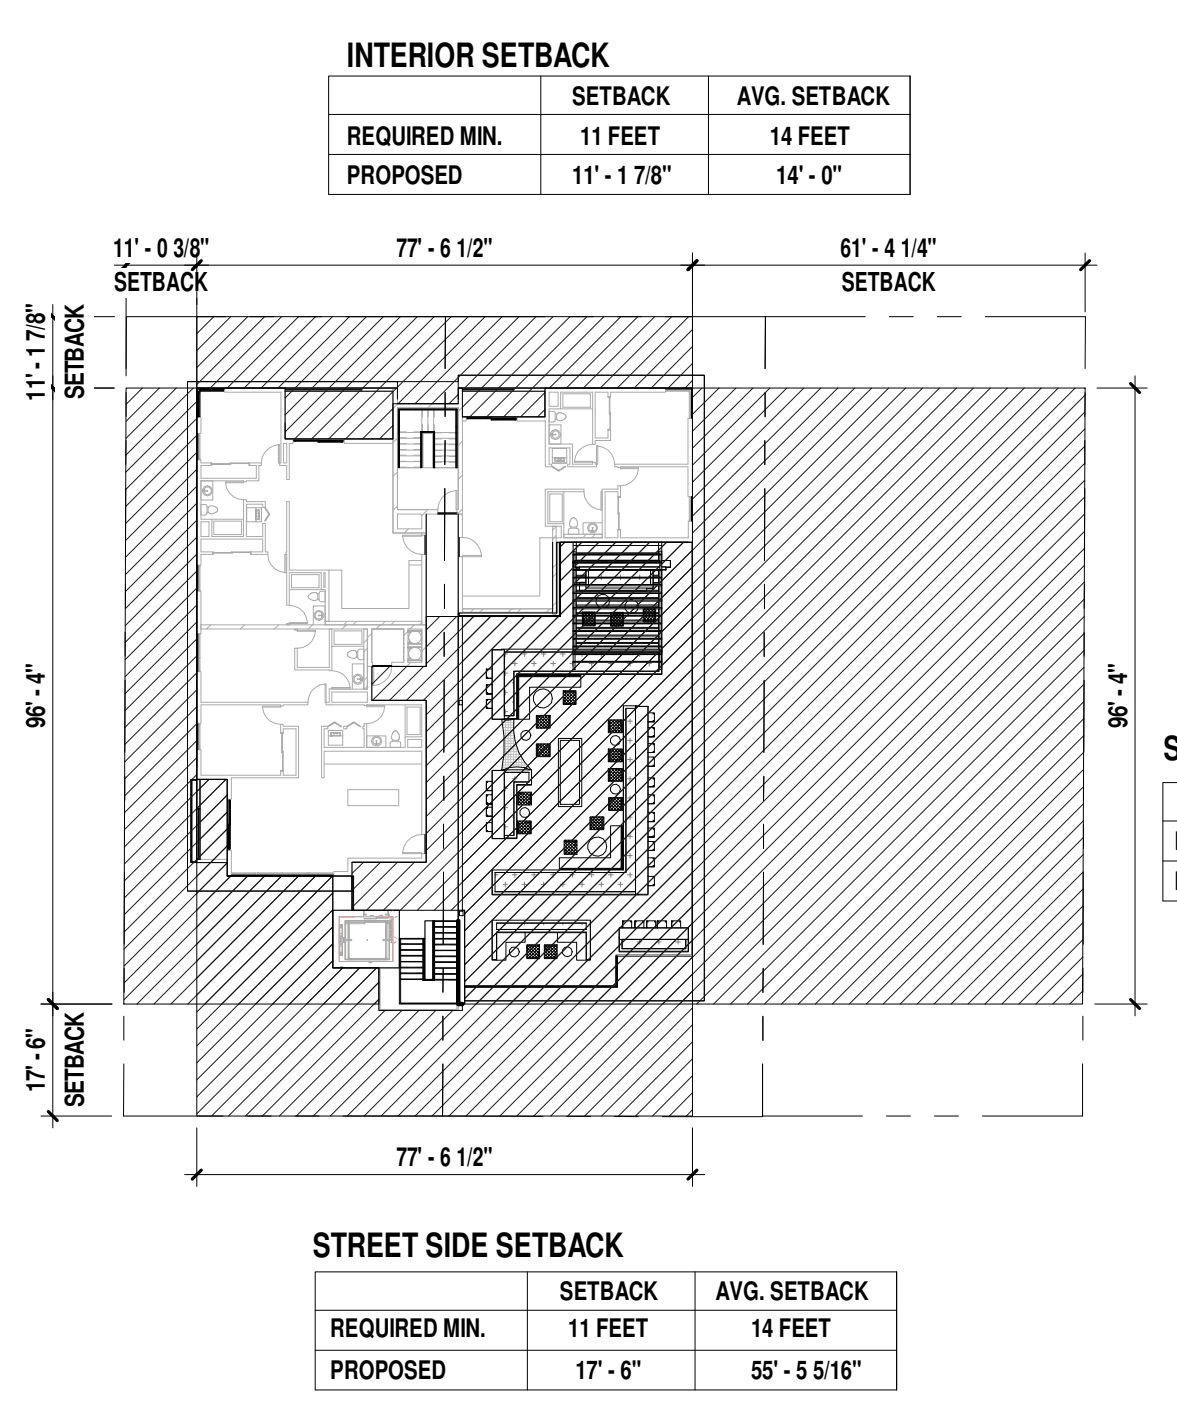 INTERIOR SETBACK
SETBACK AVG. SETBACK
REQUIRED MIN. 11 FEET 14 FEET
PROPOSED 11' - 1 7/8" 14' - 0"
11' - 0 3/8" 77' - 6 1/2" 61' - 4 1/4"
SETBACK SETBACK
11' - 1 7/8"
SETBACK
96' - 4"
96' - 4"
S
17' - 6"
SETBACK
77' - 6 1/2"
STREET SIDE SETBACK
SETBACK AVG. SETBACK
REQUIRED MIN. 11 FEET 14 FEET
PROPOSED 17' - 6" 55' - 5 5/16"